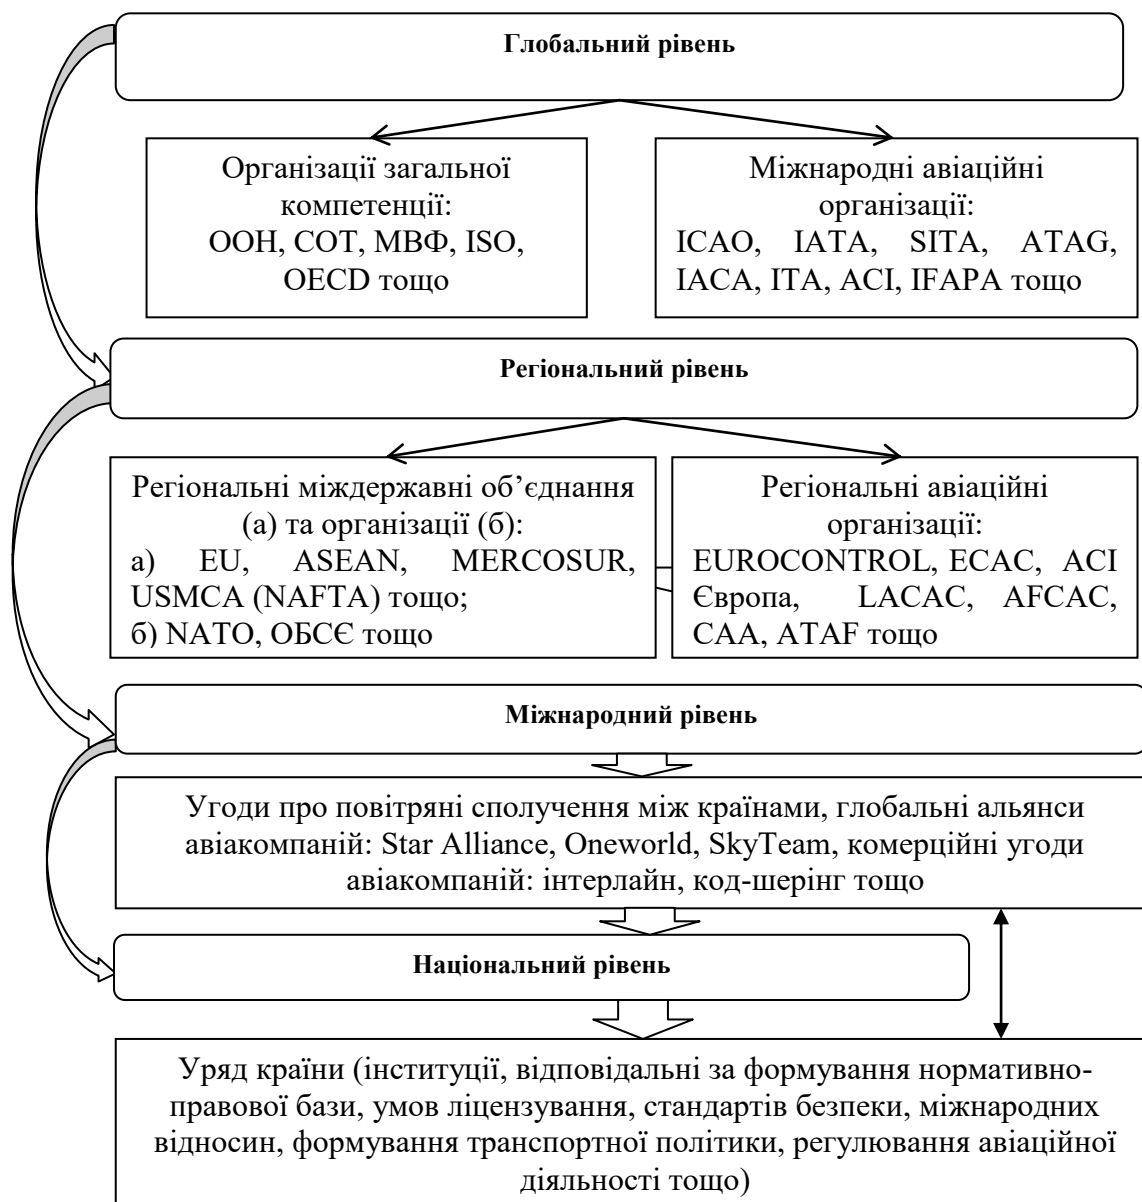 Глобальний рівень
Організації загальної
компетенції:
ООН, СОТ, МВФ, ISO,
OECD тощо
Міжнародні авіаційні
організації:
ICAO, IATA, SITA, ATAG,
IACA, ITA, ACI, IFAPA тощо
Регіональний рівень
Регіональні міждержавні об’єднання
(а) та організації (б):
а) EU, ASEAN, MERCOSUR,
USMCA (NAFTA) тощо;
б) NATO, ОБСЄ тощо
Регіональні авіаційні
організації:
EUROCONTROL, ECAC, ACI
Європа, LACAC, AFCAC,
CAA, ATAF тощо
Міжнародний рівень
Угоди про повітряні сполучення між країнами, глобальні альянси
авіакомпаній: Star Alliance, Oneworld, SkyTeam, комерційні угоди
авіакомпаній: інтерлайн, код-шерінг тощо
Національний рівень
Уряд країни (інституції, відповідальні за формування нормативно-
правової бази, умов ліцензування, стандартів безпеки, міжнародних
відносин, формування транспортної політики, регулювання авіаційної
діяльності тощо)